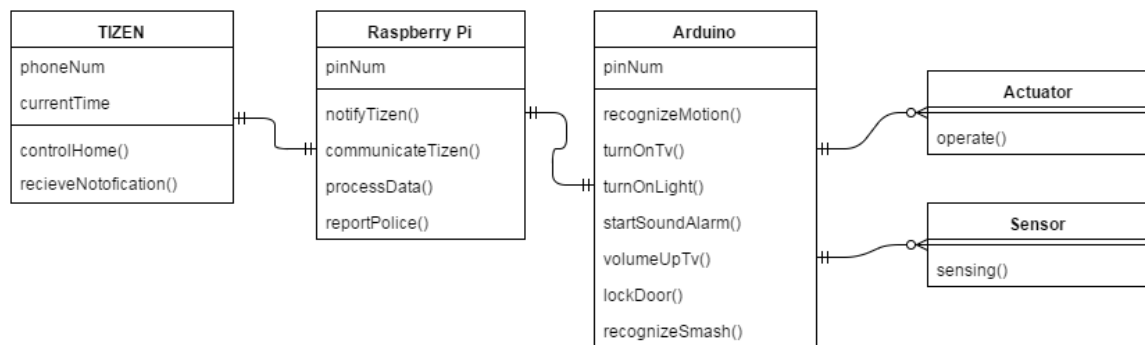 TIZEN
phoneNum
currentTime
controlHome()
recieveNotofication()
Raspberry Pi
pinNum
notifyTizen()
communicateTizen()
processData()
reportPolice()
Arduino
pinNum
recognizeMotion()
turnOnTv()
turnOnLight()
startSoundAlarm()
volumeUpTv()
lockDoor()
recognizeSmash()
Actuator
operate()
Sensor
sensing()